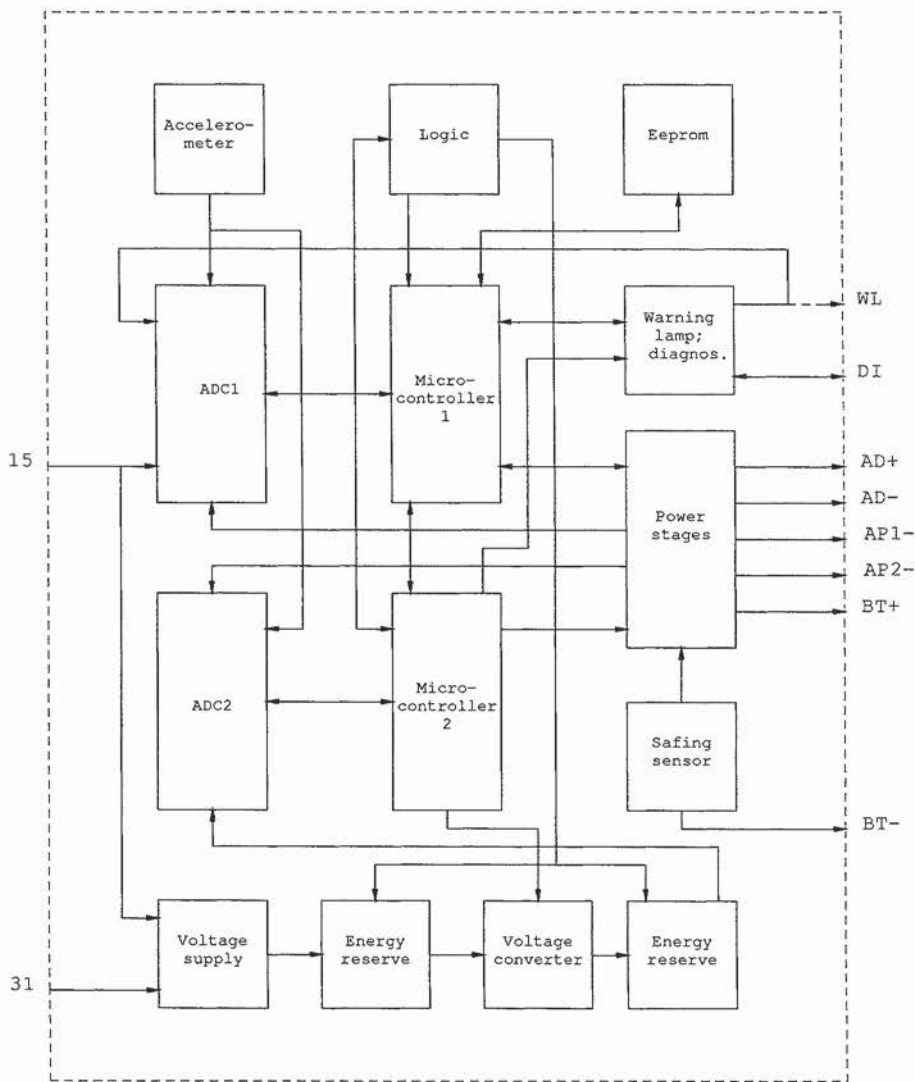 Accelero-
meter
Logic
Eeprom
WL
Warning
lamp;
diagnos.
DI
ADC1
Micro-
controller
1
15
AD+
AD-
Power
stages
AP1-
AP2-
BT+
ADC2
Micro-
controller
2
Safing
sensor
BT-
Voltage
supply
Energy
reserve
Voltage
converter
Energy
reserve
31